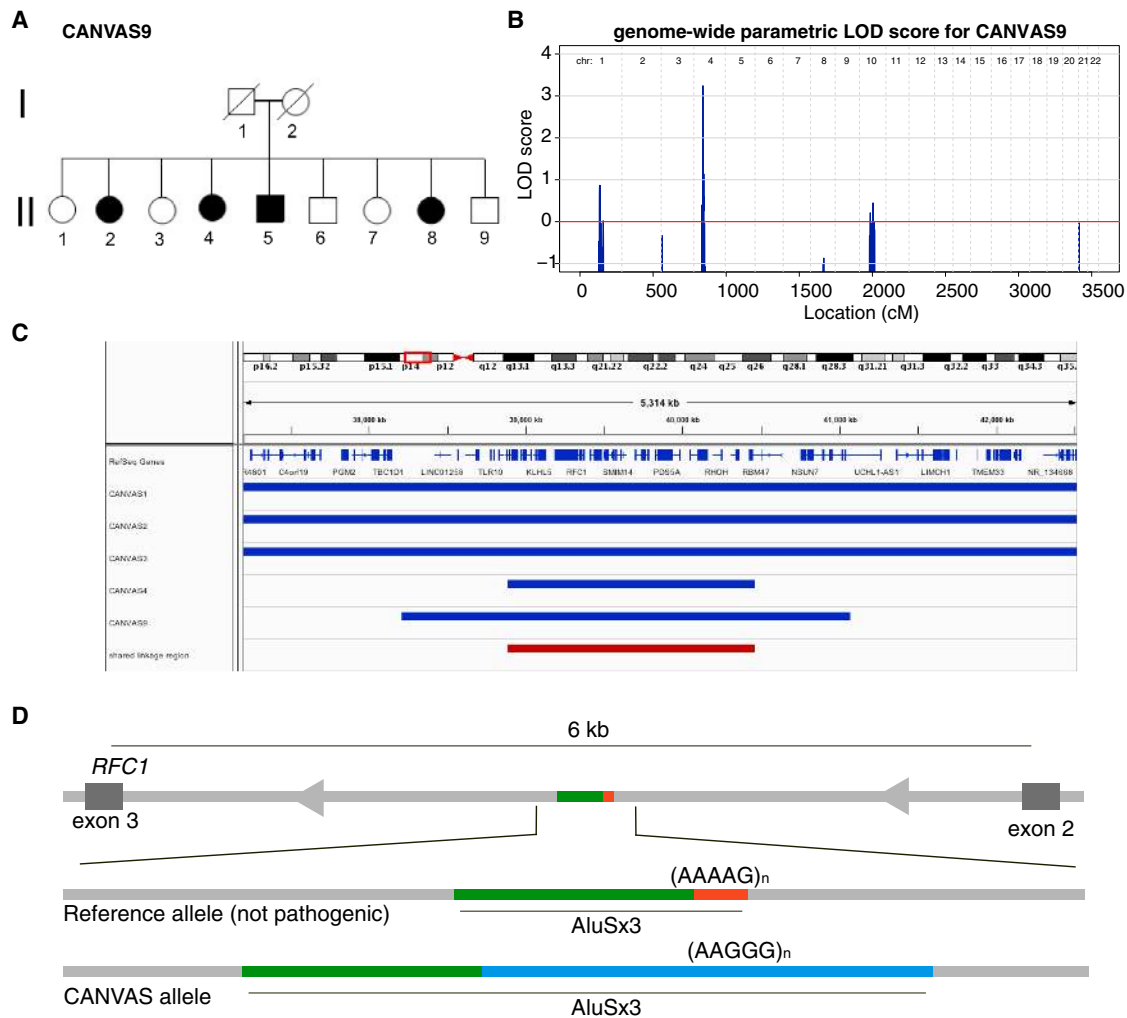 A
CANVAS9
I
1 2
II
1 2 3 4 5 6 7 8 9
B
genome-wide parametric LOD score for CANVAS9
chr: 1 2 3 4 5 6 7 8 9 10 11 12 13 14 15 16 17 18 19 20 21 22
LOD score
4
3
2
1
0
−1
0 500 1000 1500 2000 2500 3000 3500
Location (cM)
C
p16.2 p15.32 p15.1 p14 p12 q12 q13.1 q13.3 q21.22 q22.2 q24 q25 q26 q28.1 q28.3 q31.21 q31.3 q32.2 q33 q34.3 q35.
5,314 kb
38,000 kb 39,000 kb 40,000 kb 41,000 kb 42,000 kb
RefSeq Genes
R4801 C4orf19 PGM2 TBC1D1 LINC01258 TLR10 KLHL5 RFC1 SMIM14 PDS5A RHOH RBM47 NSUN7 UCHL1-AS1 LIMCH1 TMEM33 NR_134688
CANVAS1
CANVAS2
CANVAS3
CANVAS4
CANVAS9
shared linkage region
D
6 kb
RFC1
exon 3
exon 2
(AAAAG)n
Reference allele (not pathogenic)
AluSx3
(AAGGG)n
CANVAS allele
AluSx3